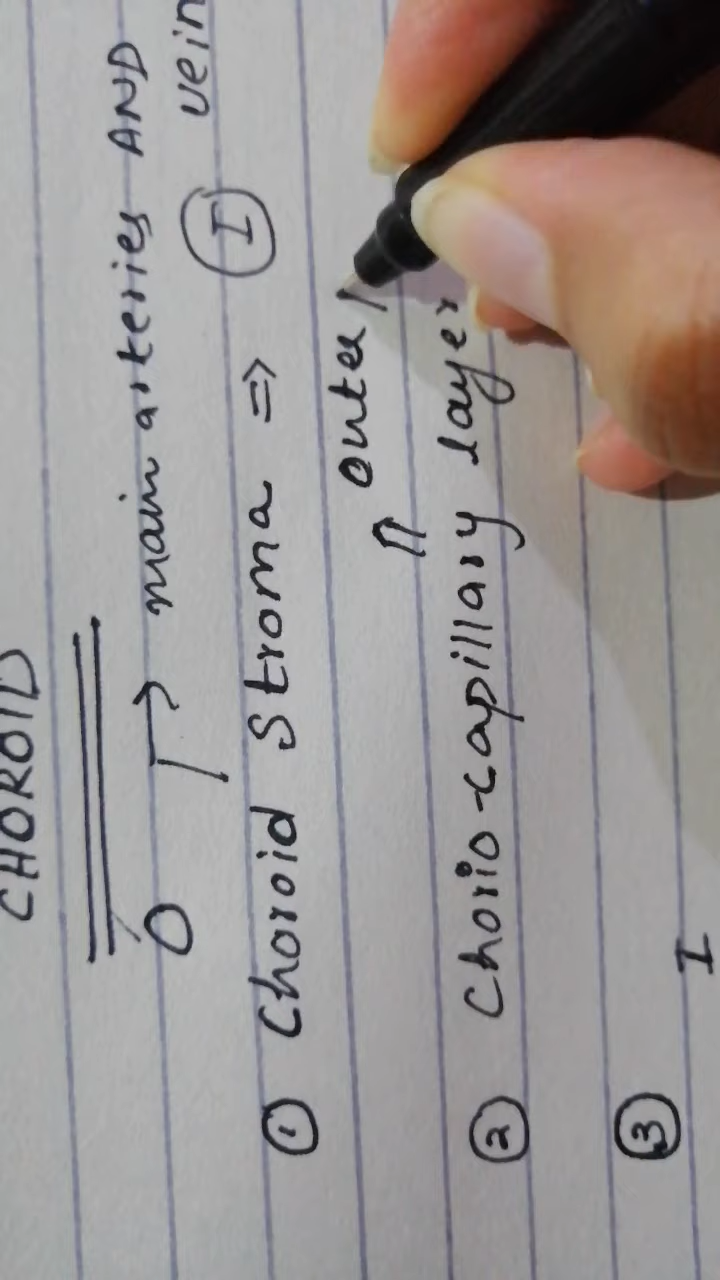 CHOROID
O main arteries AND
vein
① Choroid Stroma ⇒ Ⓘ
⇑ outer
② Chorio-capillary layer
③
I